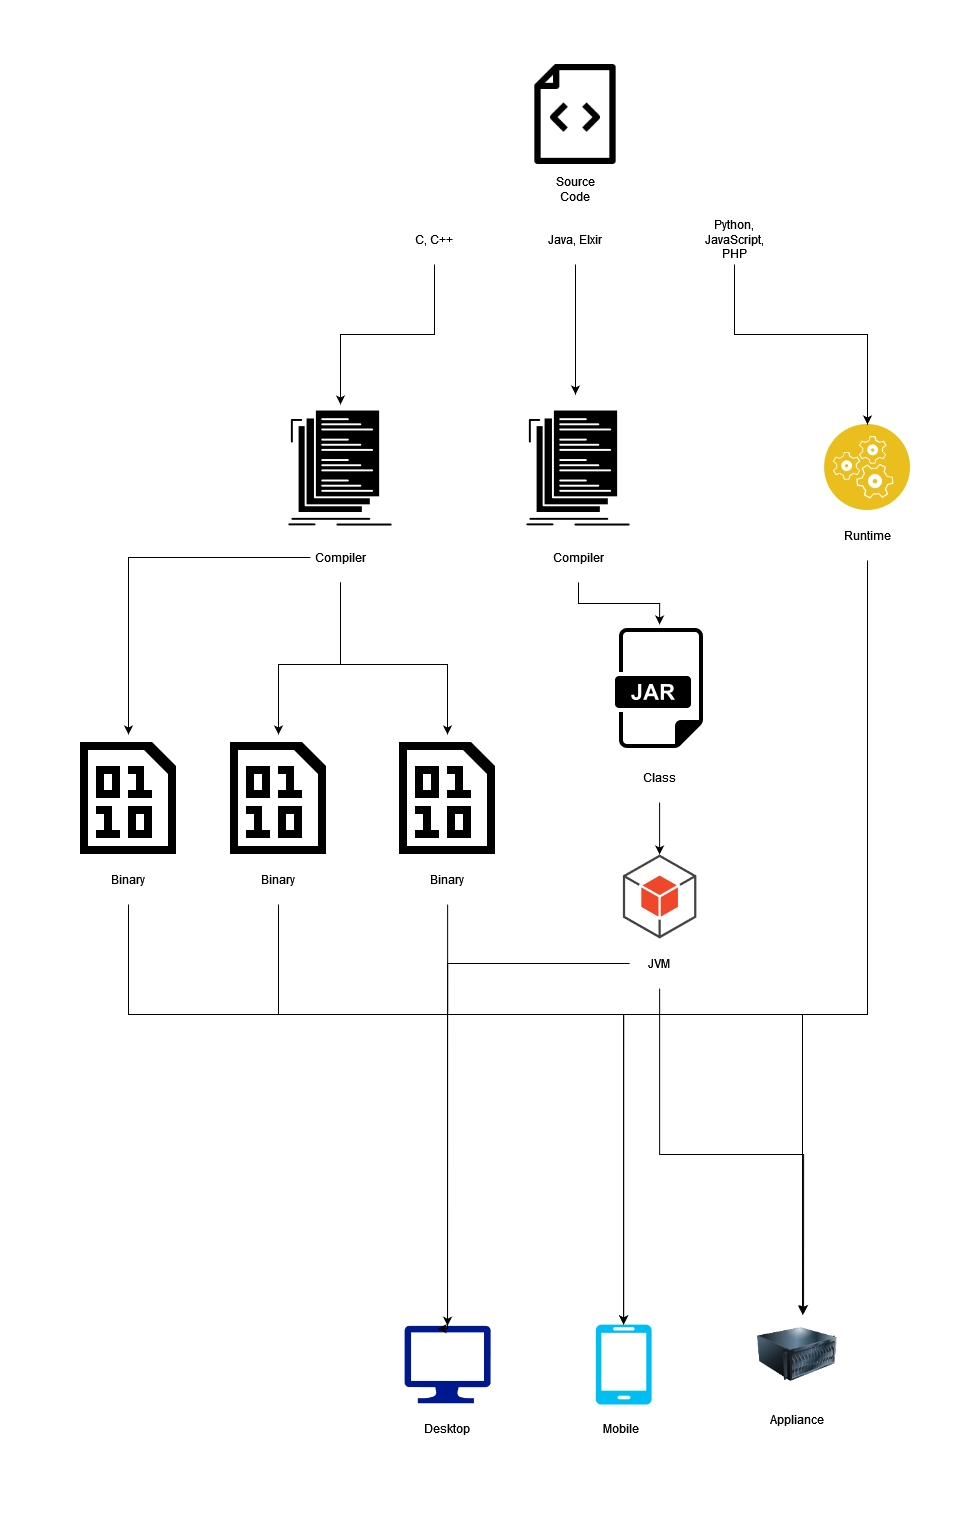 Source
Code
C, C++
Java, Elxir
Python,
JavaScript,
PHP
Compiler
Compiler
Runtime
JAR
Class
01
10
01
10
01
10
Binary
Binary
Binary
JVM
Desktop
Mobile
Appliance